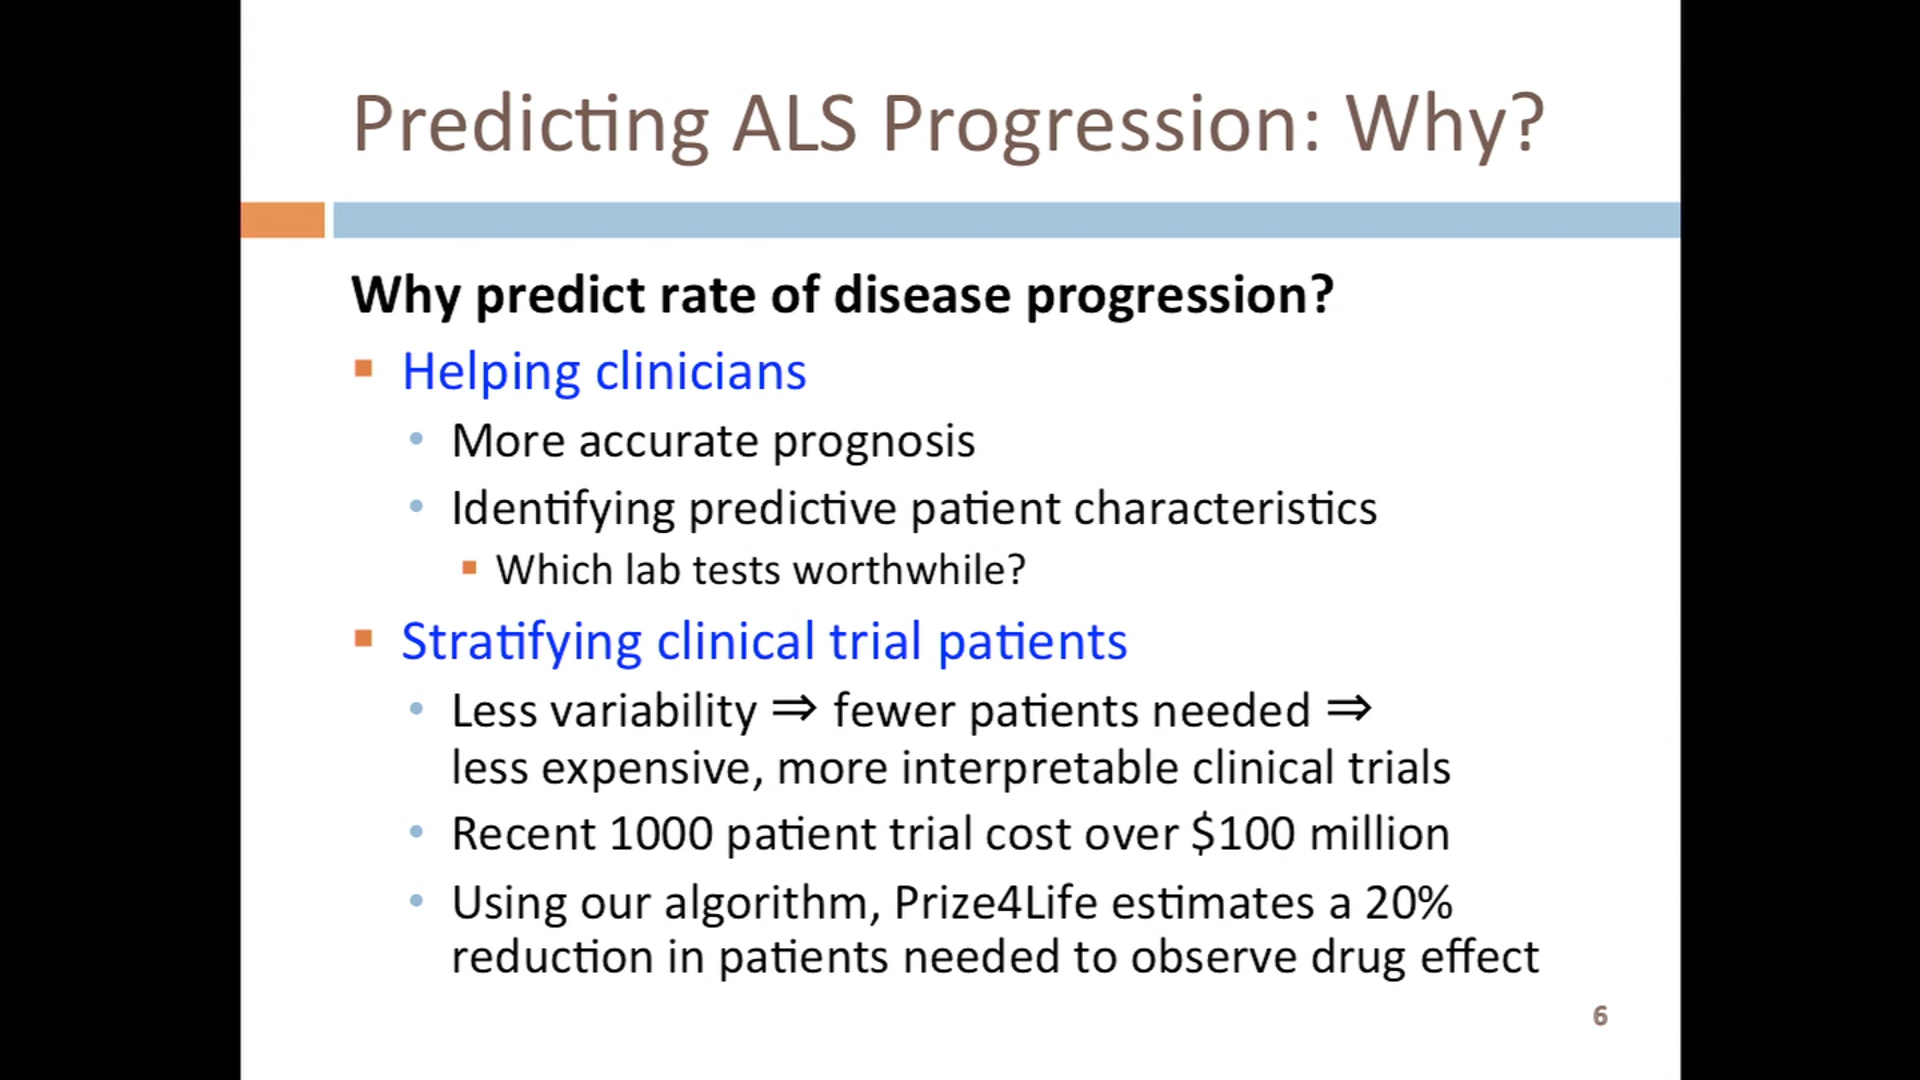 Predicting ALS Progression: Why?
Why predict rate of disease progression?
▪ Helping clinicians
• More accurate prognosis
• Identifying predictive patient characteristics
▪ Which lab tests worthwhile?
▪ Stratifying clinical trial patients
• Less variability ⇒ fewer patients needed ⇒
less expensive, more interpretable clinical trials
• Recent 1000 patient trial cost over $100 million
• Using our algorithm, Prize4Life estimates a 20%
reduction in patients needed to observe drug effect
6